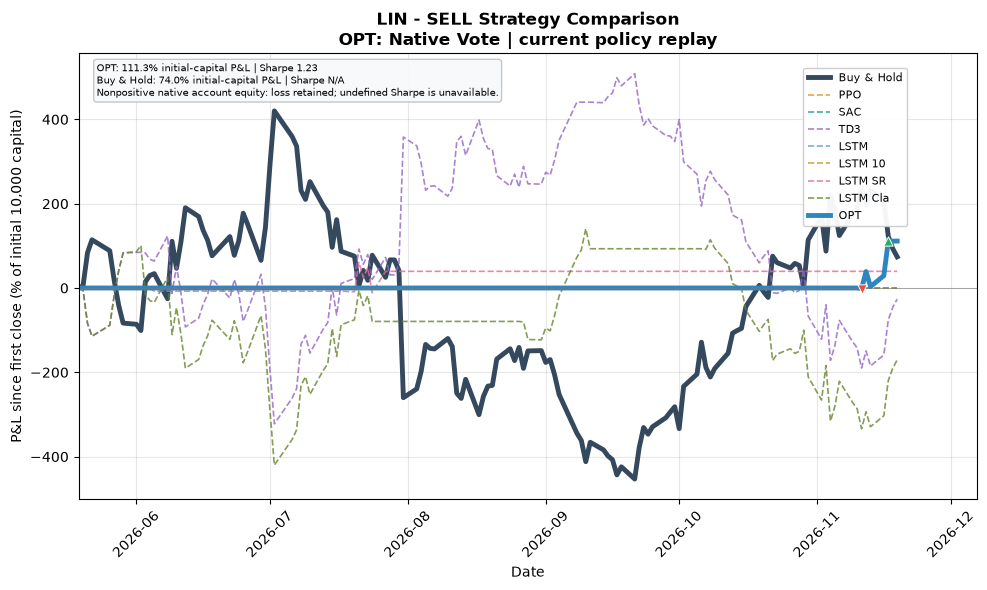 LIN - SELL Strategy Comparison
OPT: Native Vote | current policy replay
OPT: 111.3% initial-capital P&L | Sharpe 1.23
Buy & Hold: 74.0% initial-capital P&L | Sharpe N/A
Nonpositive native account equity: loss retained; undefined Sharpe is unavailable.
Buy & Hold
PPO
SAC
TD3
LSTM
LSTM 10
LSTM SR
LSTM Cla
OPT
P&L since first close (% of initial 10,000 capital)
400
200
0
−200
−400
2026-06
2026-07
2026-08
2026-09
2026-10
2026-11
2026-12
Date